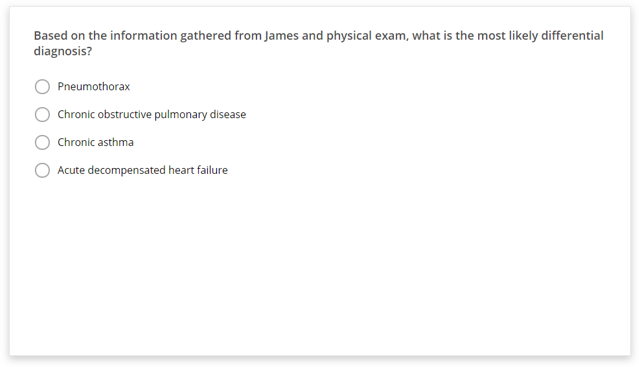 Based on the information gathered from James and physical exam, what is the most likely differential
diagnosis?
Pneumothorax
Chronic obstructive pulmonary disease
Chronic asthma
Acute decompensated heart failure